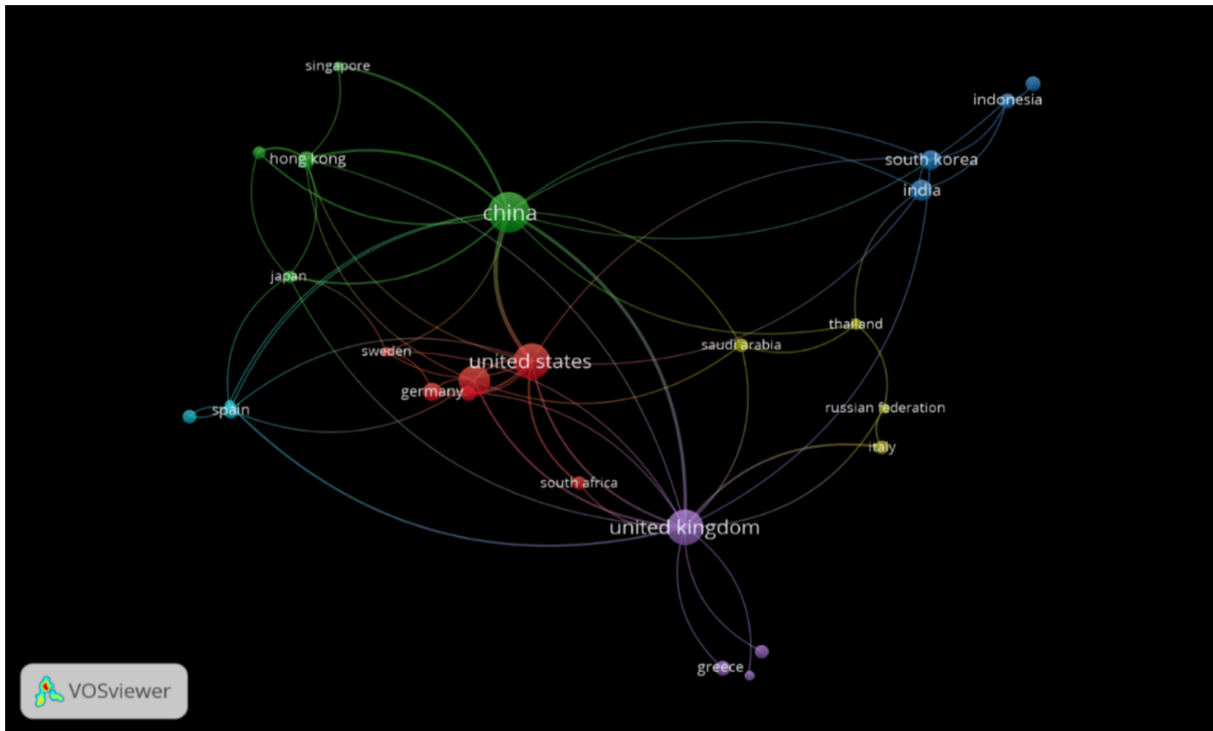 singapore
indonesia
hong kong
south korea
india
china
japan
thailand
saudi arabia
sweden
united states
germany
russian federation
spain
italy
south africa
united kingdom
greece
VOSviewer